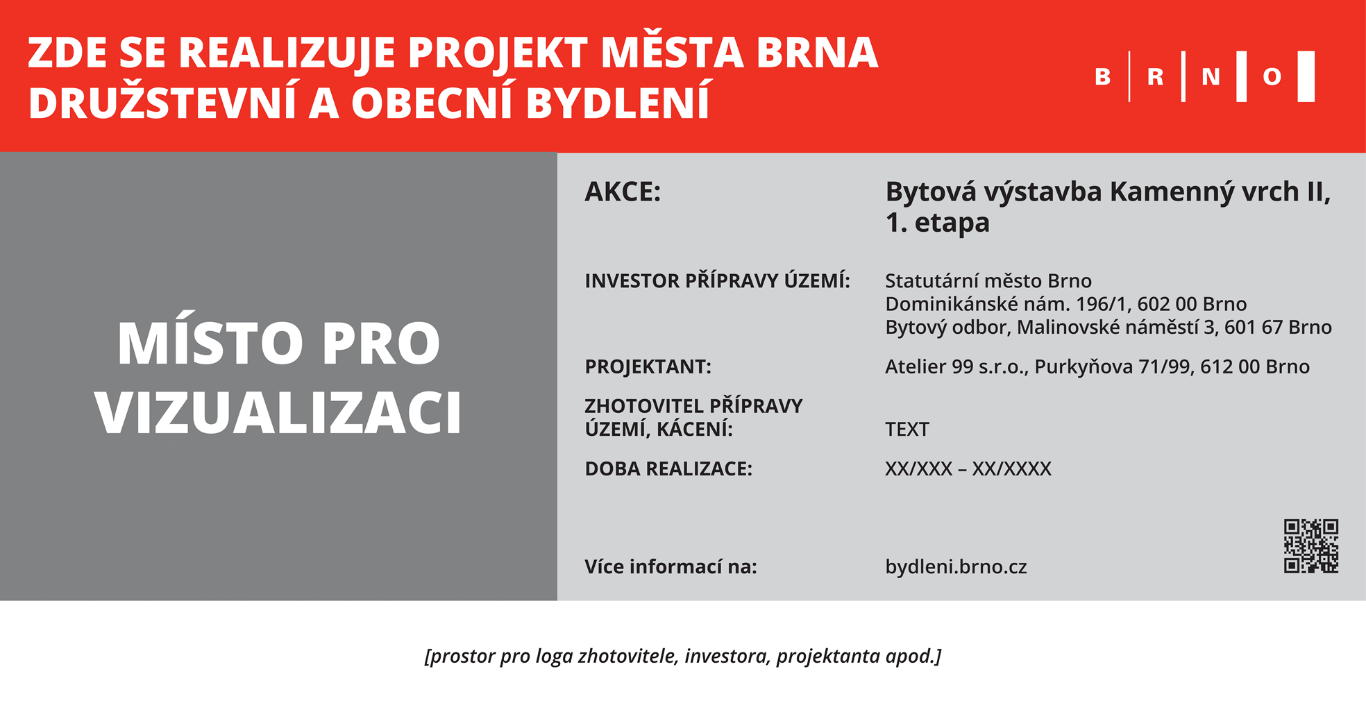 ZDE SE REALIZUJE PROJEKT MĚSTA BRNA
DRUŽSTEVNÍ A OBECNÍ BYDLENÍ
B R N O
MÍSTO PRO
VIZUALIZACI
AKCE: Bytová výstavba Kamenný vrch II,
1. etapa
INVESTOR PŘÍPRAVY ÚZEMÍ: Statutární město Brno
Dominikánské nám. 196/1, 602 00 Brno
Bytový odbor, Malinovské náměstí 3, 601 67 Brno
PROJEKTANT: Atelier 99 s.r.o., Purkyňova 71/99, 612 00 Brno
ZHOTOVITEL PŘÍPRAVY
ÚZEMÍ, KÁCENÍ: TEXT
DOBA REALIZACE: XX/XXX – XX/XXXX
Více informací na: bydleni.brno.cz
[prostor pro loga zhotovitele, investora, projektanta apod.]